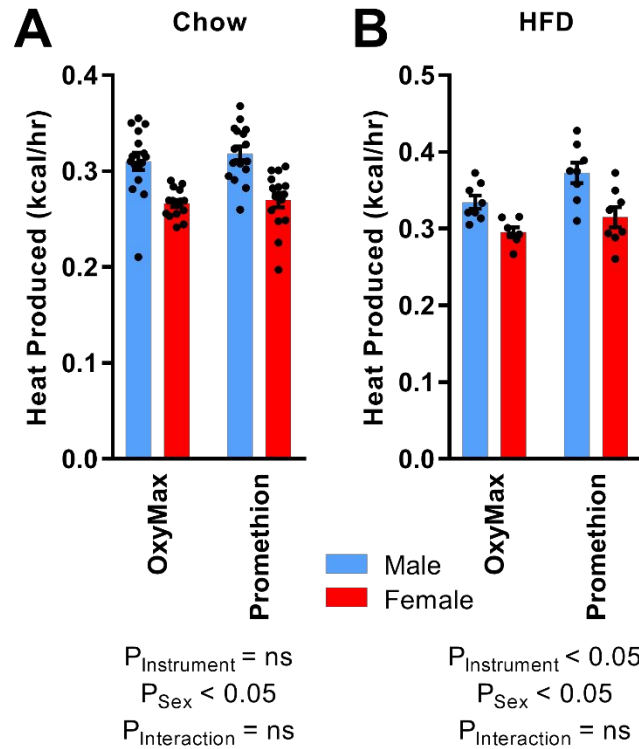 A Chow
Heat Produced (kcal/hr)
0.4
0.3
0.2
0.1
0.0
OxyMax
Promethion
B HFD
Heat Produced (kcal/hr)
0.5
0.4
0.3
0.1
0.0
OxyMax
Promethion
Male
Female
PInstrument = ns
PSex < 0.05
PInteraction = ns
PInstrument < 0.05
PSex < 0.05
PInteraction = ns